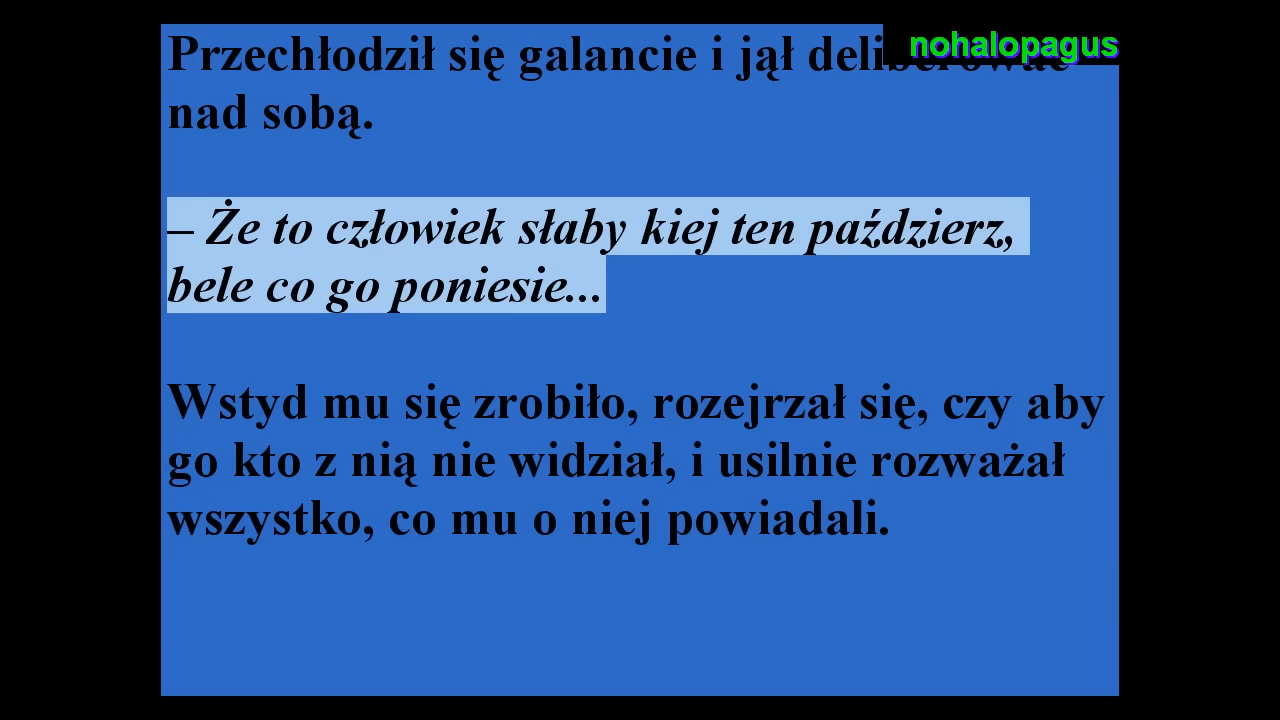 Przechłodził się galancie i jął deliberować
nohalopagus
nad sobą.
– Że to człowiek słaby kiej ten paździerz,
bele co go poniesie...
Wstyd mu się zrobiło, rozejrzał się, czy aby
go kto z nią nie widział, i usilnie rozważał
wszystko, co mu o niej powiadali.